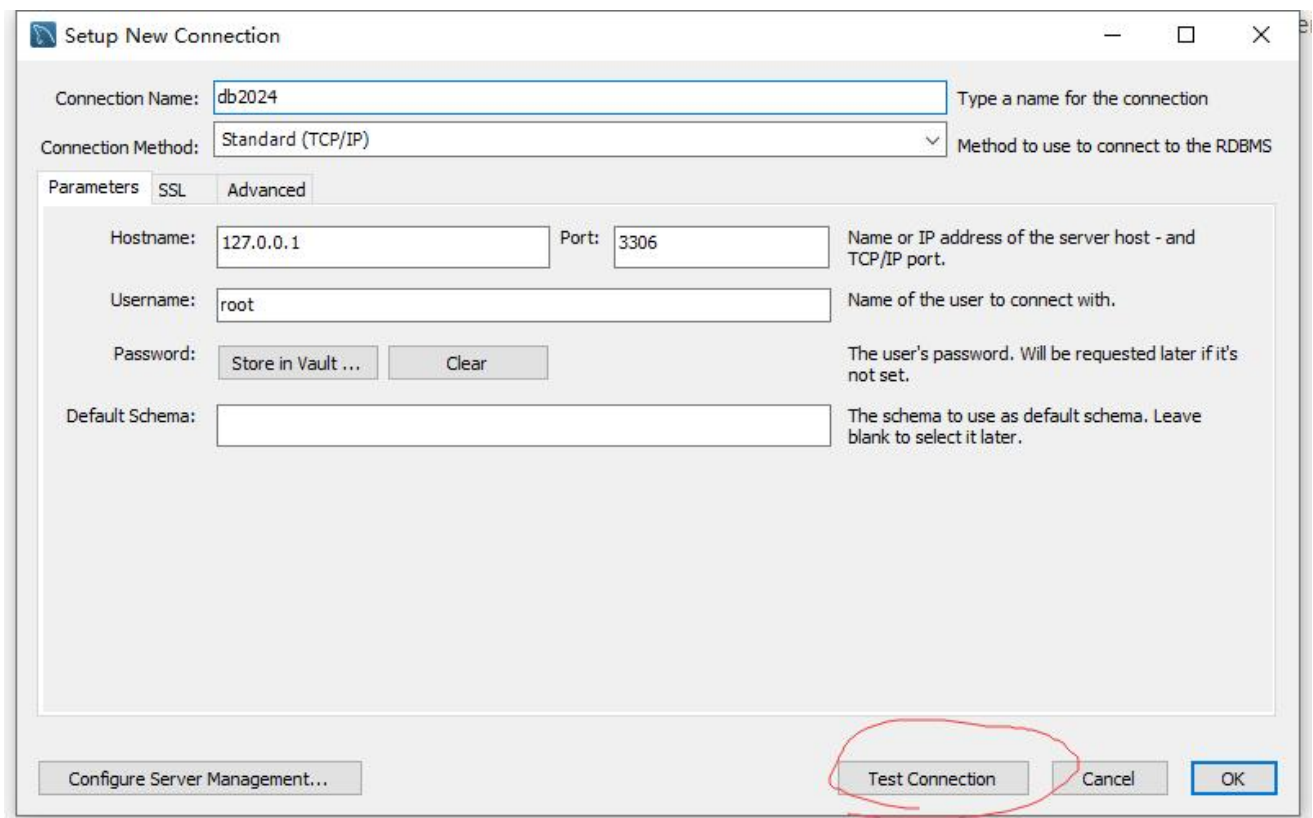 Setup New Connection
Connection Name: db2024 Type a name for the connection
Connection Method: Standard (TCP/IP) Method to use to connect to the RDBMS
Parameters SSL Advanced
Hostname: 127.0.0.1 Port: 3306 Name or IP address of the server host - and
TCP/IP port.
Username: root Name of the user to connect with.
Password: Store in Vault ... Clear The user's password. Will be requested later if it's
not set.
Default Schema: The schema to use as default schema. Leave
blank to select it later.
Configure Server Management... Test Connection Cancel OK